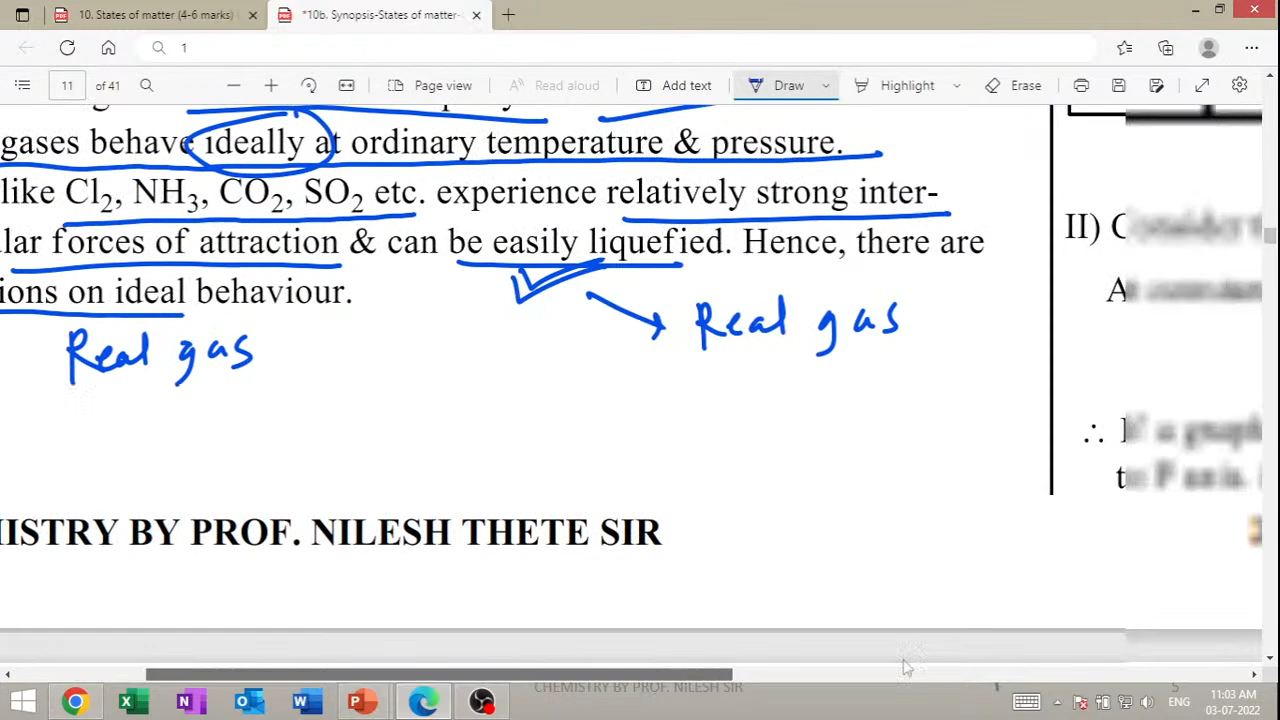 10. States of matter (4-6 marks)
*10b. Synopsis-States of matter-
1
11 of 41
Page view
Read aloud
Add text
Draw
Highlight
Erase
gases behave ideally at ordinary temperature & pressure.
like Cl₂, NH₃, CO₂, SO₂ etc. experience relatively strong inter-
lar forces of attraction & can be easily liquefied. Hence, there are
ions on ideal behaviour.
Real gas
Real gas
II)
∴
MISTRY BY PROF. NILESH THETE SIR
CHEMISTRY BY PROF. NILESH SIR
5
ENG
11:03 AM
03-07-2022